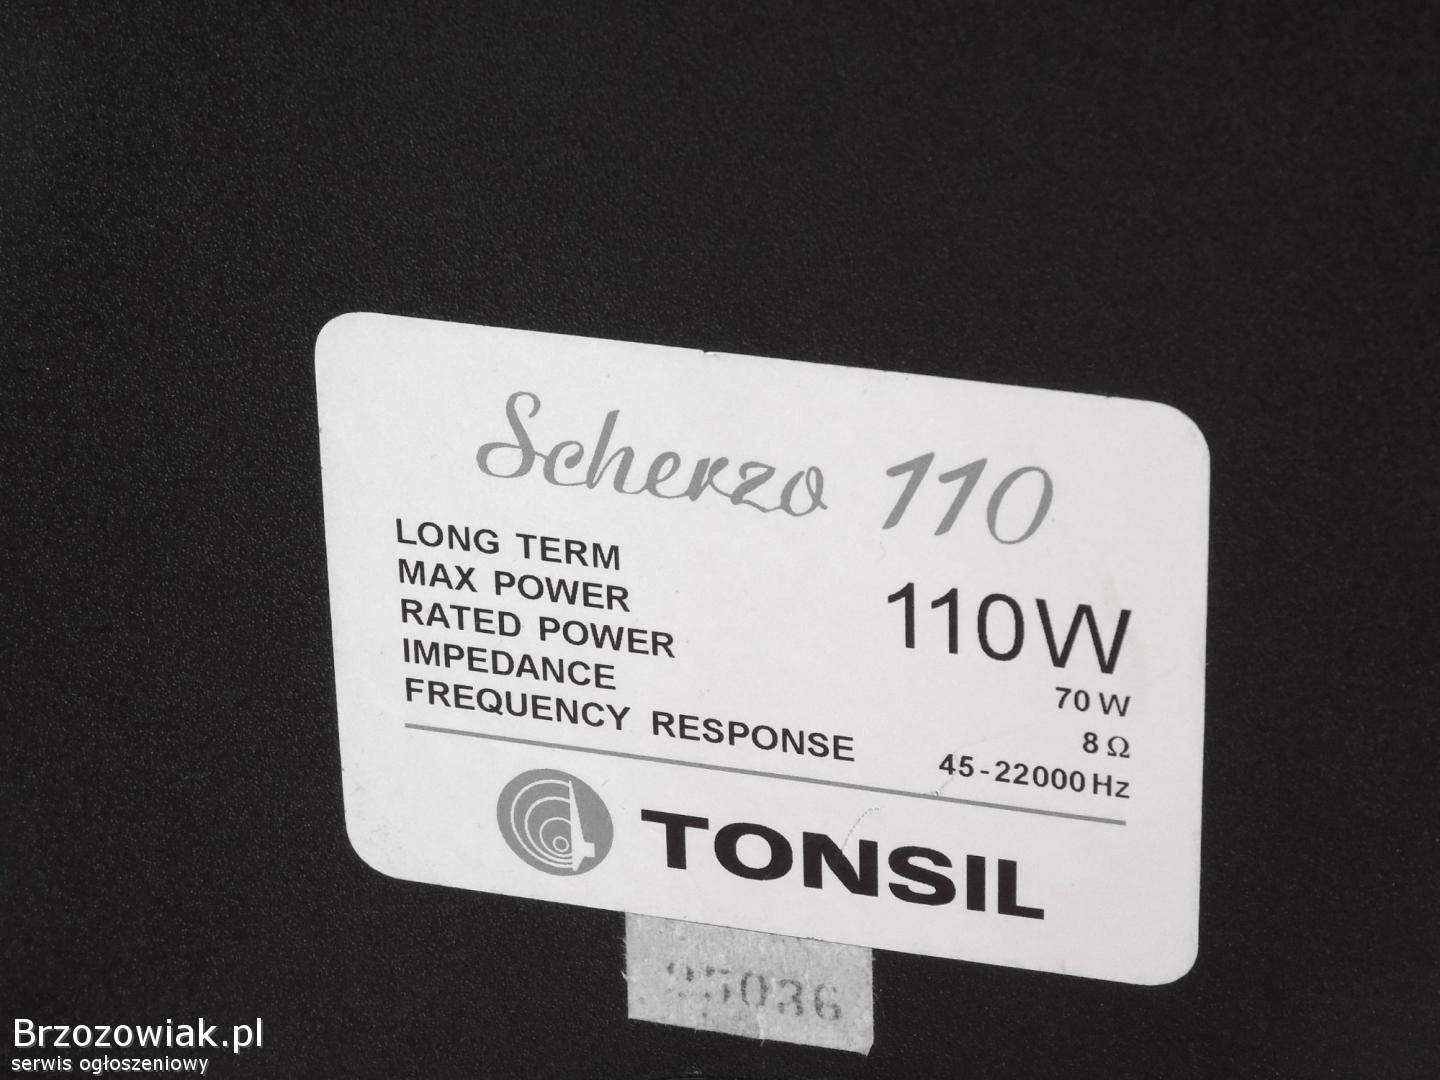 Scherzo 110
LONG TERM
MAX POWER 110W
RATED POWER 70 W
IMPEDANCE 8 Ω
FREQUENCY RESPONSE 45-22000 Hz
TONSIL
Brzozowiak.pl
serwis ogłoszeniowy